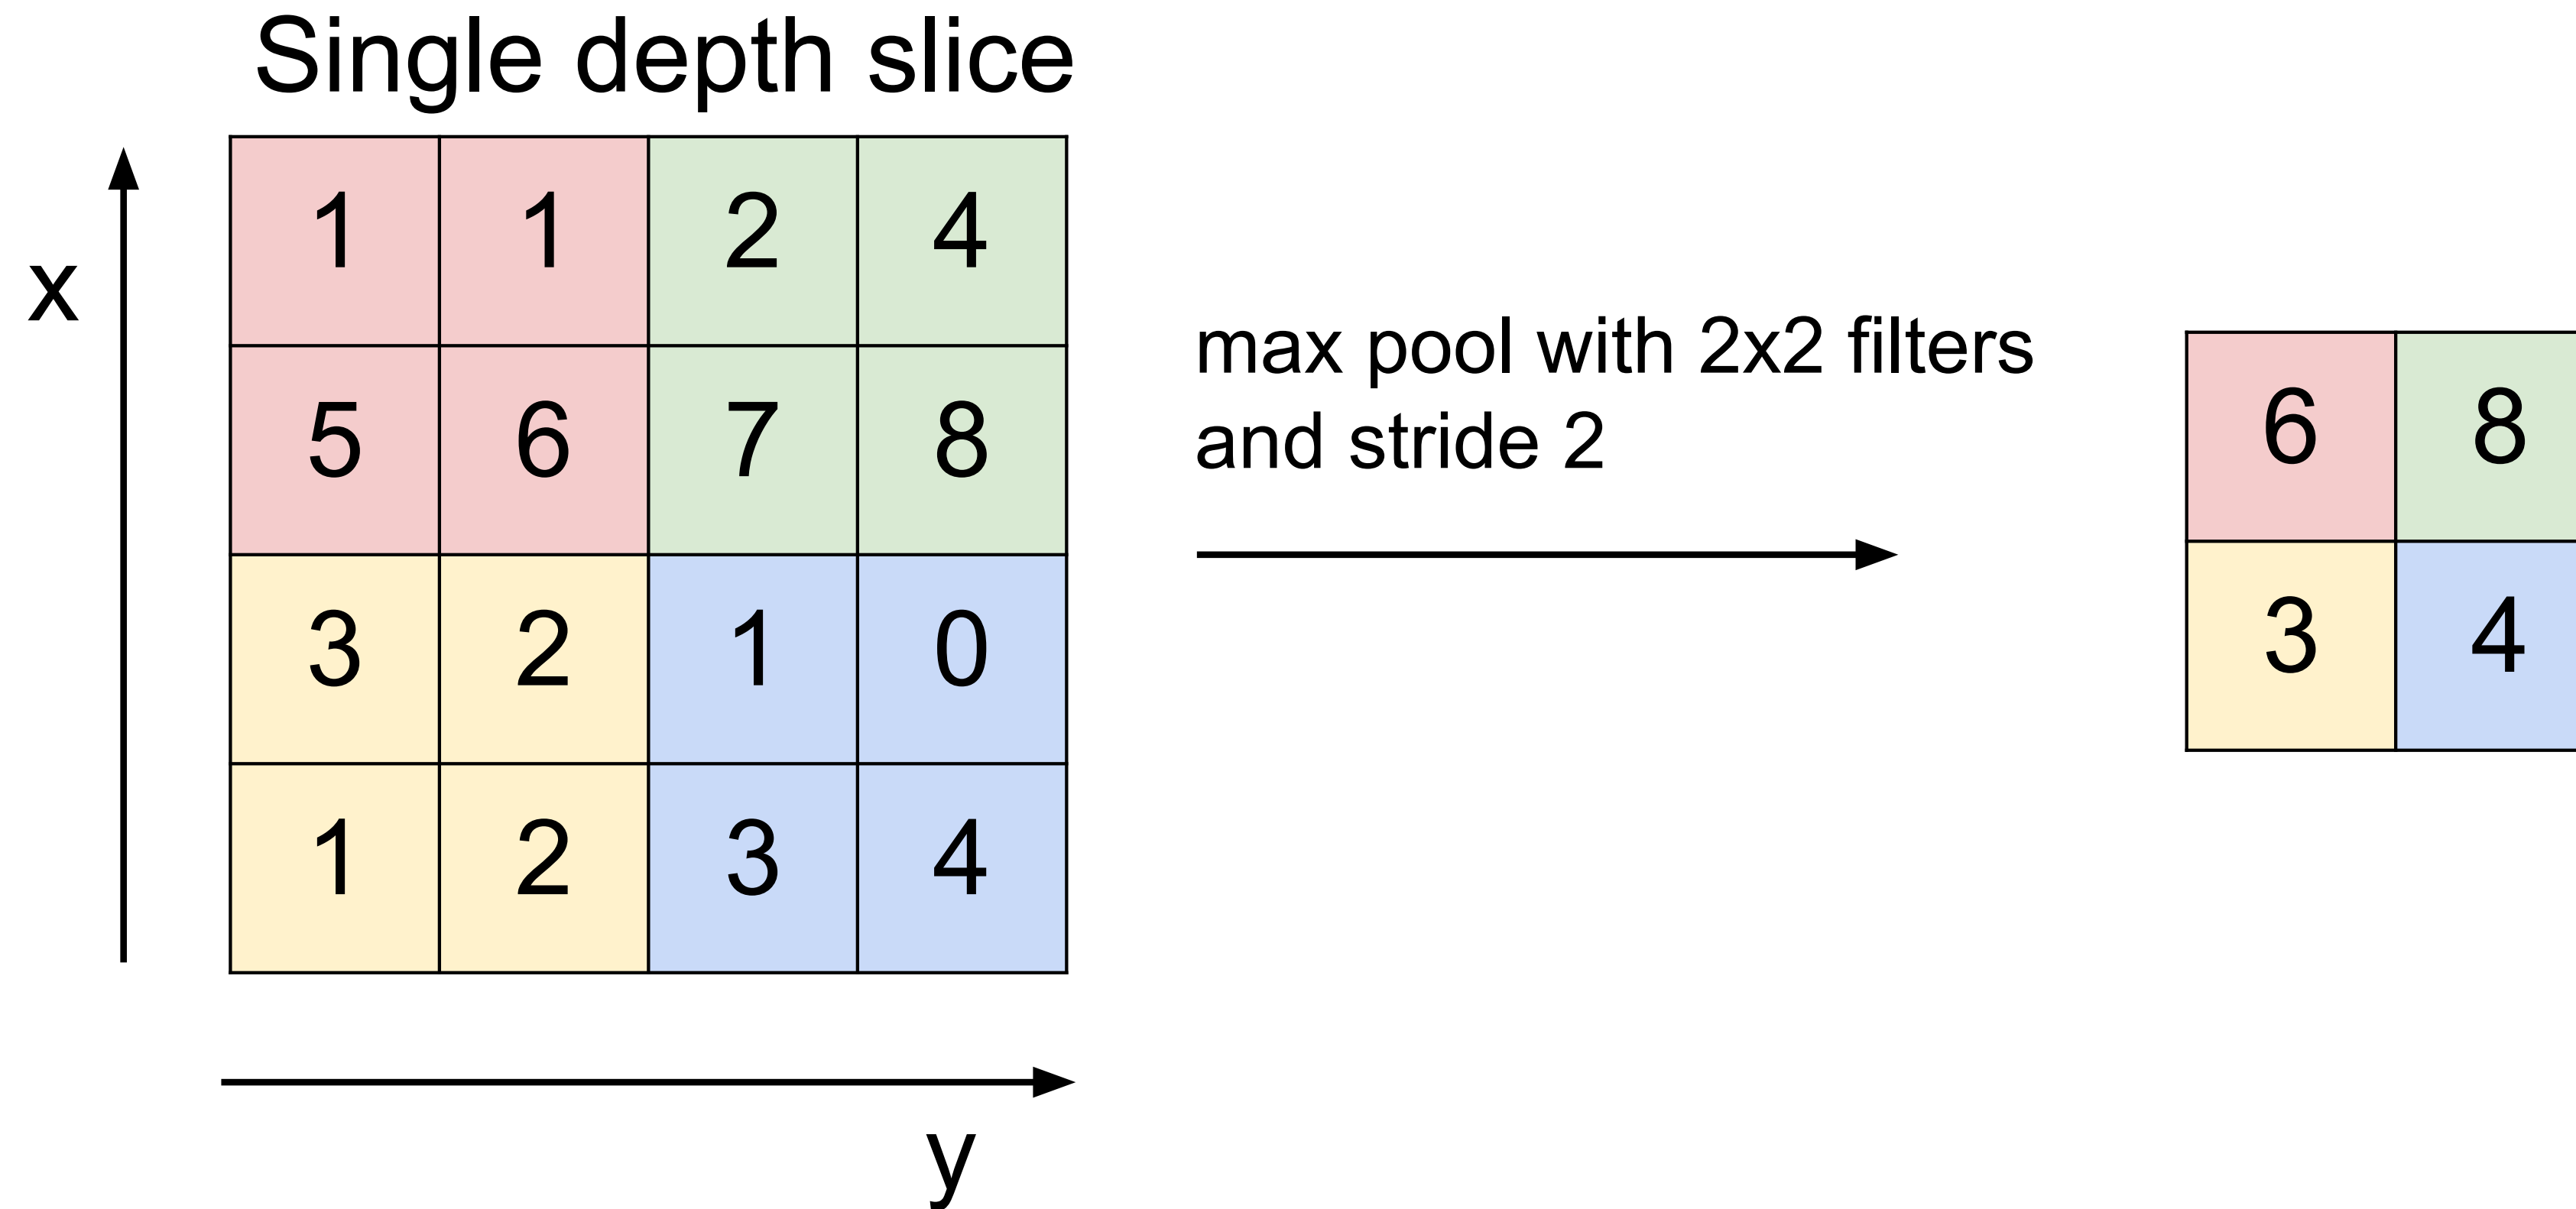 Single depth slice
x
1 1 2 4
5 6 7 8
3 2 1 0
1 2 3 4
y
max pool with 2x2 filters
and stride 2
6 8
3 4